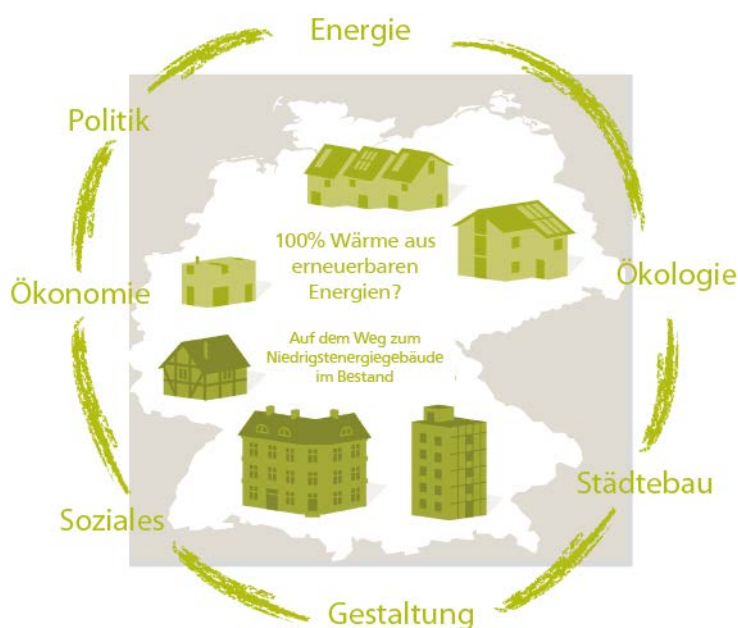 Energie
Politik
Ökonomie
Ökologie
Soziales
Städtebau
Gestaltung
100% Wärme aus
erneuerbaren
Energien?
Auf dem Weg zum
Niedrigstenergiegebäude
im Bestand